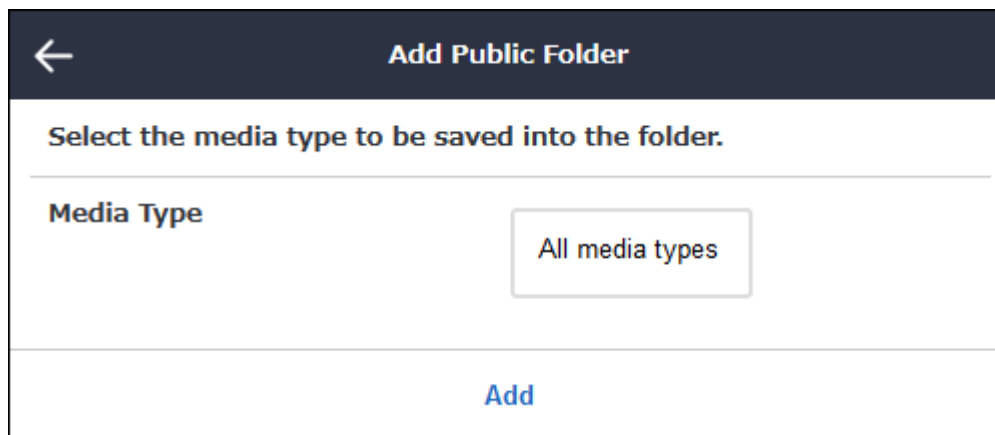 Add Public Folder
Select the media type to be saved into the folder.
Media Type
All media types
Add